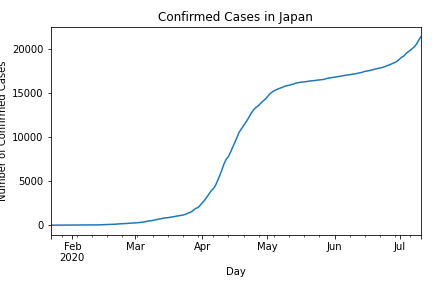 Confirmed Cases in Japan
Number of Confirmed Cases
20000
15000
10000
5000
0
Feb
2020
Mar
Apr
May
Jun
Jul
Day